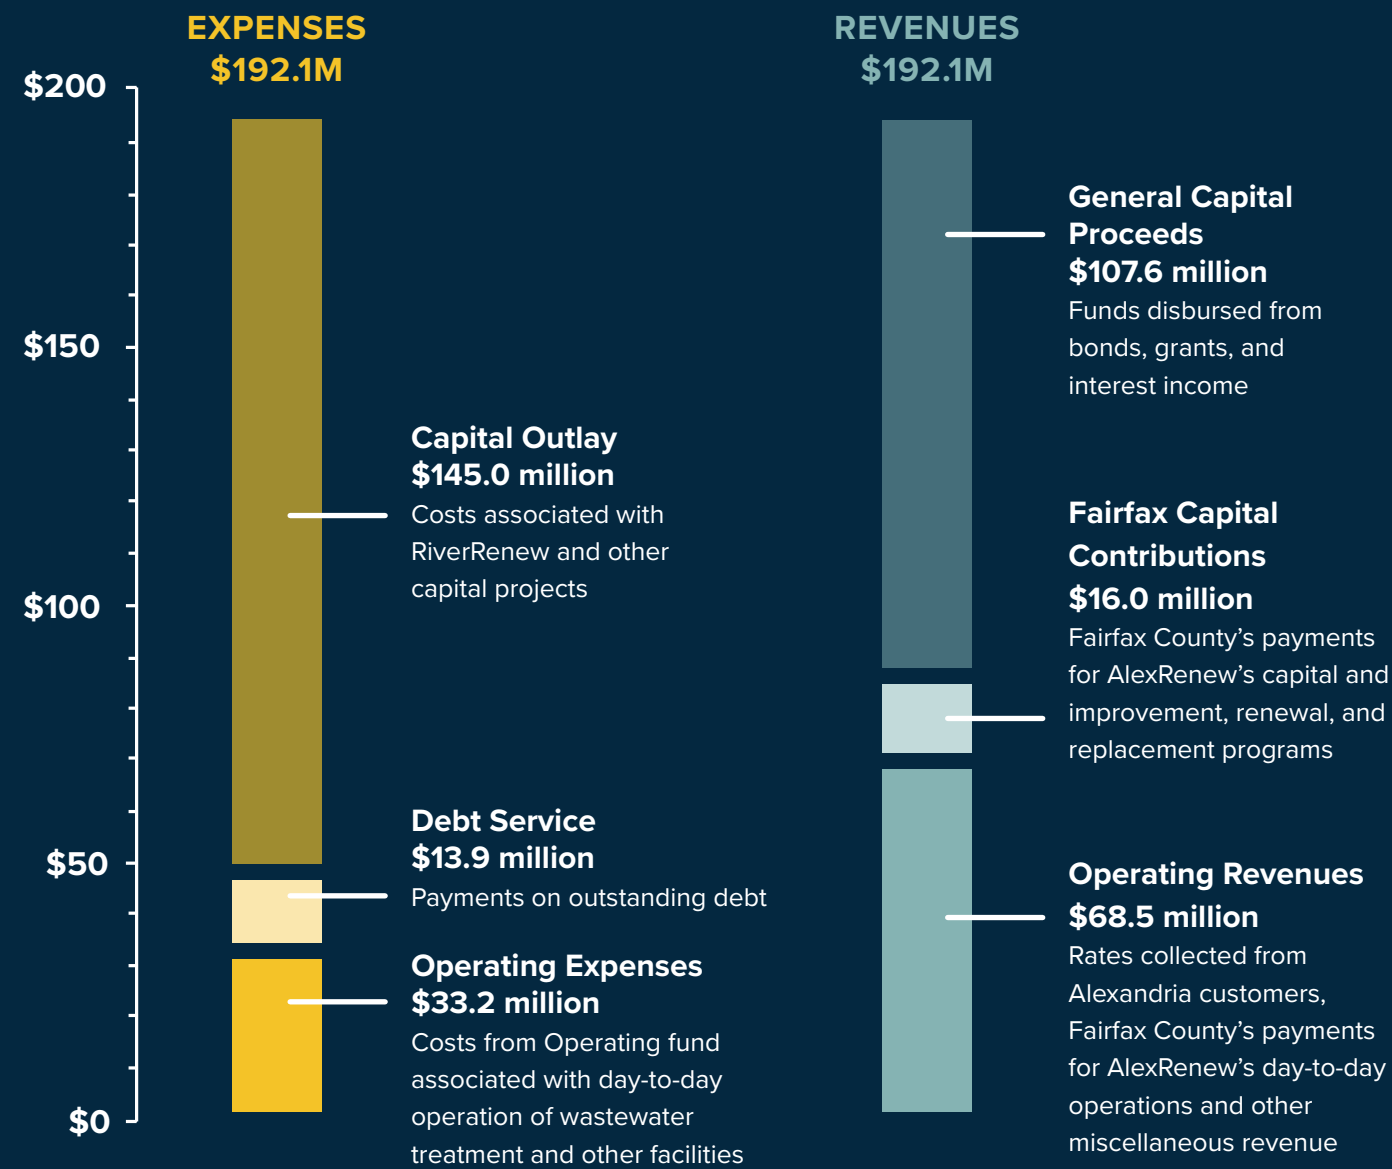 EXPENSES
$192.1M
REVENUES
$192.1M
$200
$150
$100
$50
$0
Capital Outlay
$145.0 million
Costs associated with
RiverRenew and other
capital projects
Debt Service
$13.9 million
Payments on outstanding debt
Operating Expenses
$33.2 million
Costs from Operating fund
associated with day-to-day
operation of wastewater
treatment and other facilities
General Capital
Proceeds
$107.6 million
Funds disbursed from
bonds, grants, and
interest income
Fairfax Capital
Contributions
$16.0 million
Fairfax County’s payments
for AlexRenew’s capital and
improvement, renewal, and
replacement programs
Operating Revenues
$68.5 million
Rates collected from
Alexandria customers,
Fairfax County’s payments
for AlexRenew’s day-to-day
operations and other
miscellaneous revenue